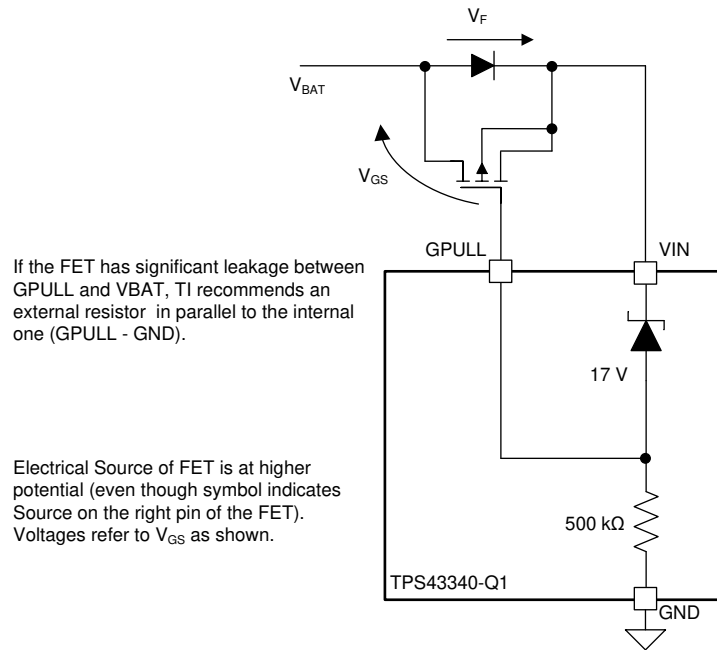 V_F
V_BAT
V_GS
GPULL
VIN
If the FET has significant leakage between
GPULL and VBAT, TI recommends an
external resistor in parallel to the internal
one (GPULL - GND).
17 V
Electrical Source of FET is at higher
potential (even though symbol indicates
Source on the right pin of the FET).
Voltages refer to V_GS as shown.
500 kΩ
TPS43340-Q1
GND